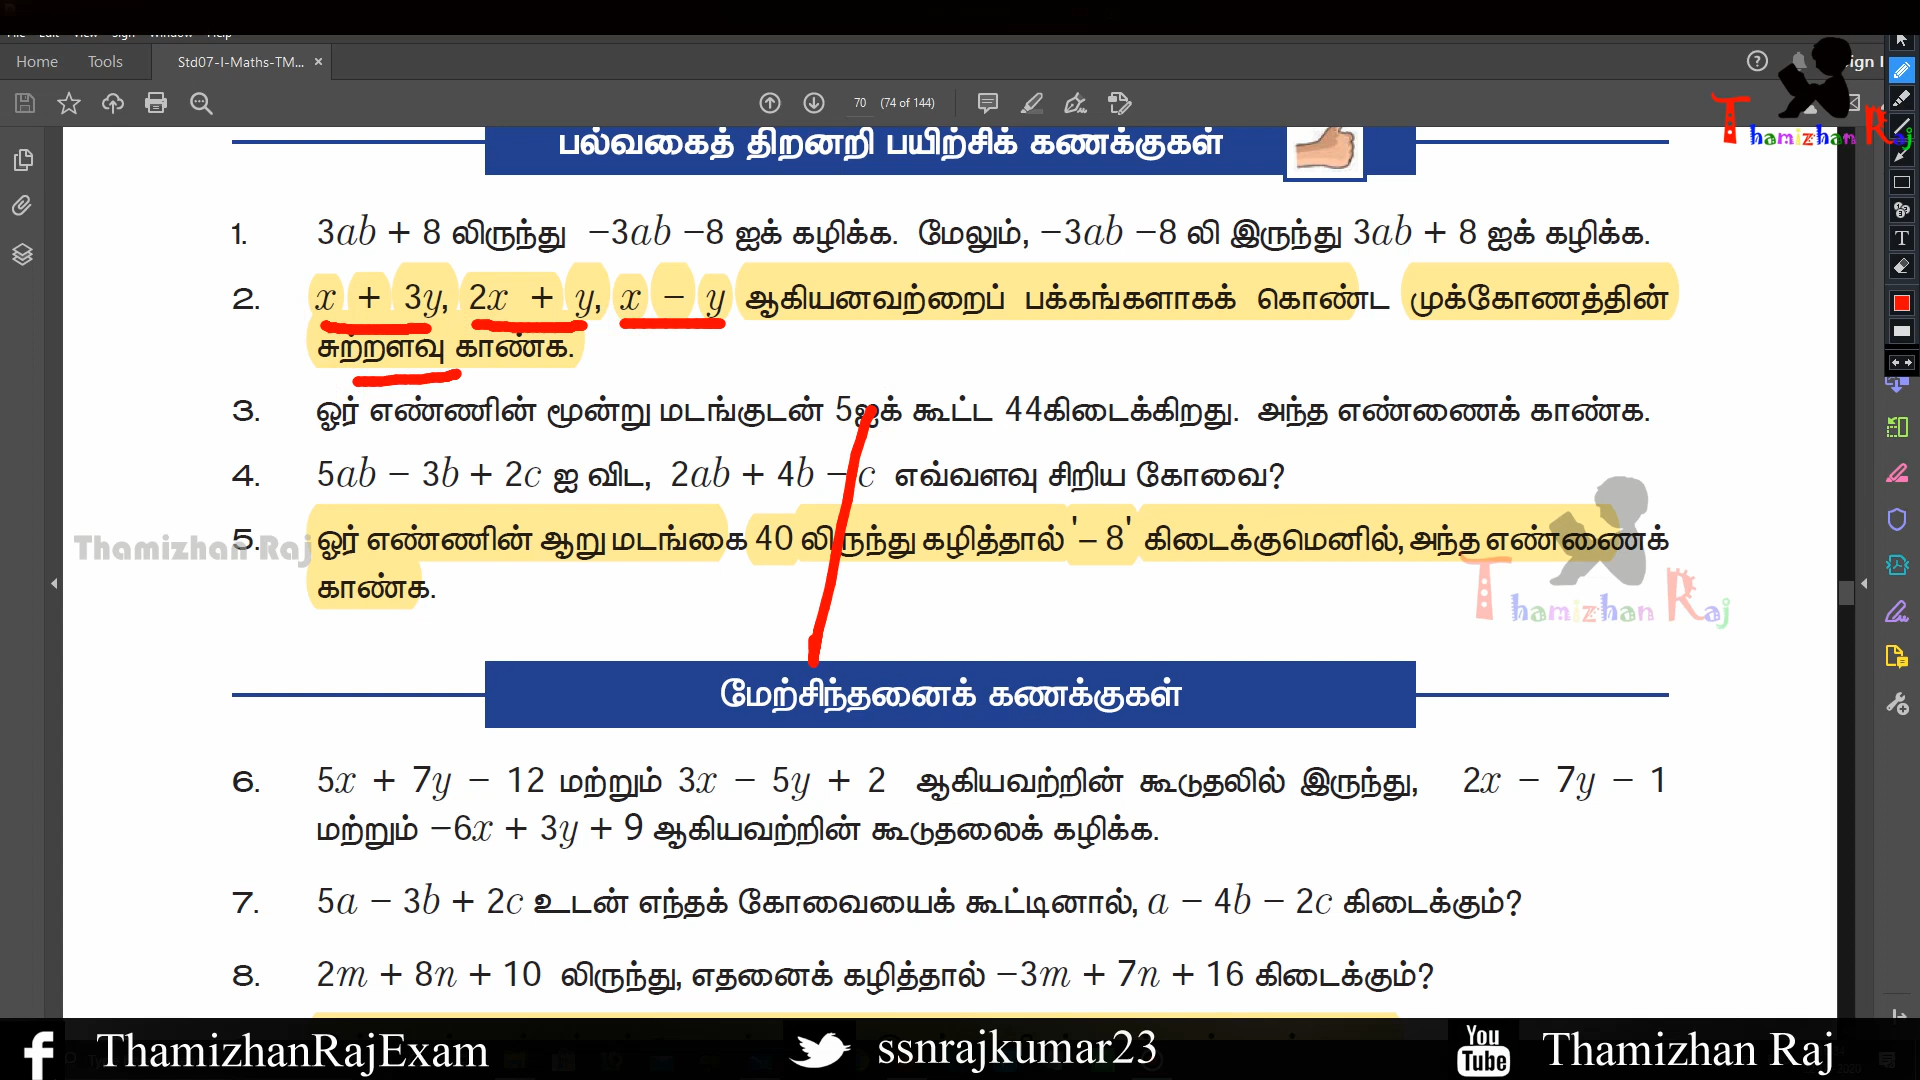 Home Tools Std07-I-Maths-TM... ×
70 (74 of 144)
Thamizhan Raj
பல்வகைத் திறனறி பயிற்சிக் கணக்குகள்
1. 3ab + 8 லிருந்து −3ab −8 ஐக் கழிக்க. மேலும், −3ab −8 லி இருந்து 3ab + 8 ஐக் கழிக்க.
2. x + 3y, 2x + y, x − y ஆகியனவற்றைப் பக்கங்களாகக் கொண்ட முக்கோணத்தின்
சுற்றளவு காண்க.
3. ஓர் எண்ணின் மூன்று மடங்குடன் 5ஐக் கூட்ட 44கிடைக்கிறது. அந்த எண்ணைக் காண்க.
4. 5ab − 3b + 2c ஐ விட, 2ab + 4b − c எவ்வளவு சிறிய கோவை?
5. ஓர் எண்ணின் ஆறு மடங்கை 40 லிருந்து கழித்தால் '− 8' கிடைக்குமெனில், அந்த எண்ணைக்
காண்க.
Thamizhan Raj
Thamizhan Raj
மேற்சிந்தனைக் கணக்குகள்
6. 5x + 7y − 12 மற்றும் 3x − 5y + 2 ஆகியவற்றின் கூடுதலில் இருந்து, 2x − 7y − 1
மற்றும் −6x + 3y + 9 ஆகியவற்றின் கூடுதலைக் கழிக்க.
7. 5a − 3b + 2c உடன் எந்தக் கோவையைக் கூட்டினால், a − 4b − 2c கிடைக்கும்?
8. 2m + 8n + 10 லிருந்து, எதனைக் கழித்தால் −3m + 7n + 16 கிடைக்கும்?
ThamizhanRajExam ssnrajkumar23 You Tube Thamizhan Raj